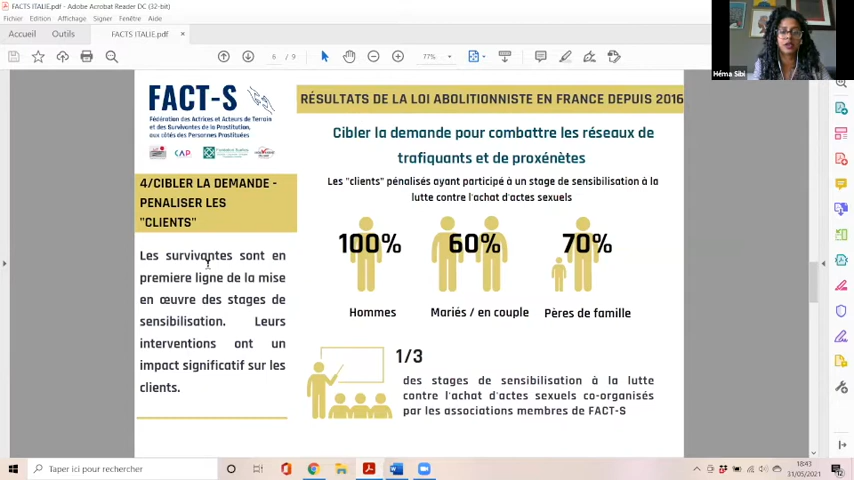 FACTS ITALIE.pdf - Adobe Acrobat Reader DC (32-bit)
Fichier Edition Affichage Signer Fenêtre Aide
Accueil Outils FACTS ITALIE.pdf ×
6 / 9 77%
Héma Sibi
FACT-S
Fédération des Actrices et Acteurs de Terrain
et des Survivantes de la Prostitution,
aux côtés des Personnes Prostituées
CAP
4/CIBLER LA DEMANDE -
PENALISER LES
"CLIENTS"
Les survivantes sont en
premiere ligne de la mise
en œuvre des stages de
sensibilisation. Leurs
interventions ont un
impact significatif sur les
clients.
RÉSULTATS DE LA LOI ABOLITIONNISTE EN FRANCE DEPUIS 2016
Cibler la demande pour combattre les réseaux de
trafiquants et de proxénètes
Les "clients" pénalisés ayant participé à un stage de sensibilisation à la
lutte contre l'achat d'actes sexuels
100% 60% 70%
Hommes Mariés / en couple Pères de famille
1/3
des stages de sensibilisation à la lutte
contre l'achat d'actes sexuels co-organisés
par les associations membres de FACT-S
Taper ici pour rechercher
18:43
31/05/2021